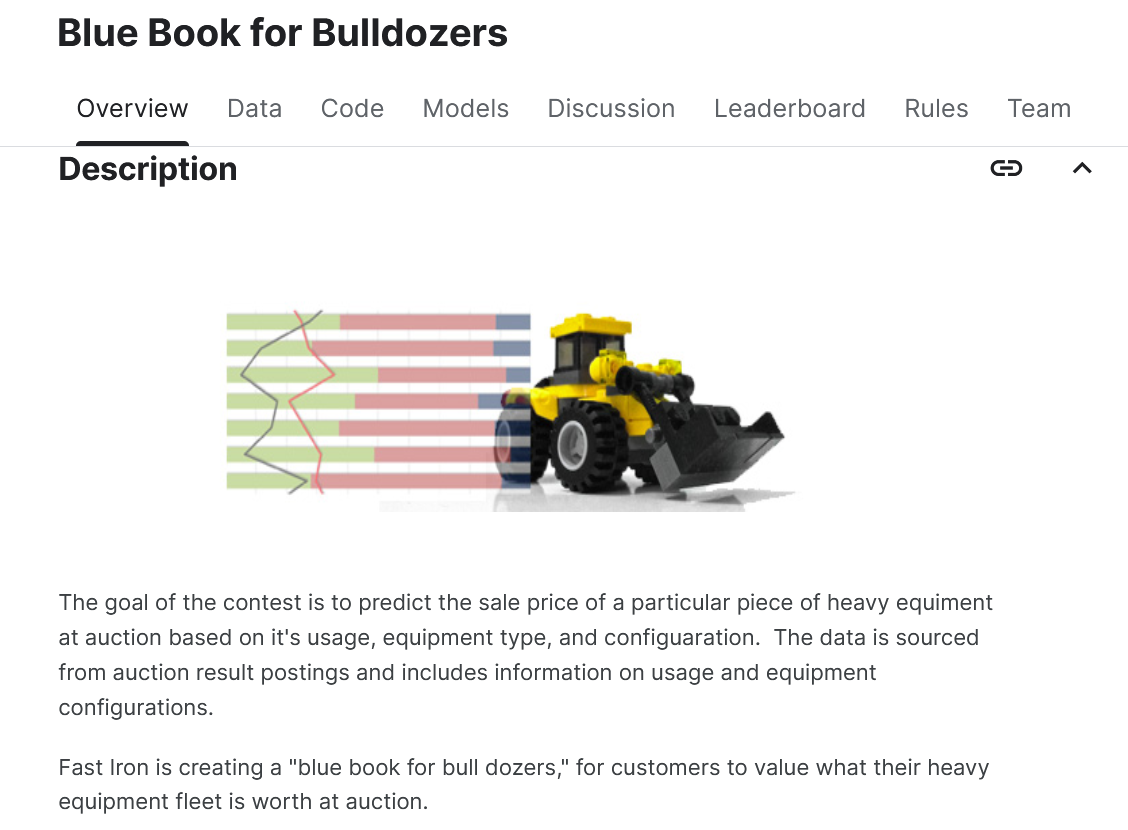 Blue Book for Bulldozers
Overview Data Code Models Discussion Leaderboard Rules Team
Description
The goal of the contest is to predict the sale price of a particular piece of heavy equiment
at auction based on it's usage, equipment type, and configuaration.  The data is sourced
from auction result postings and includes information on usage and equipment
configurations.
Fast Iron is creating a "blue book for bull dozers," for customers to value what their heavy
equipment fleet is worth at auction.